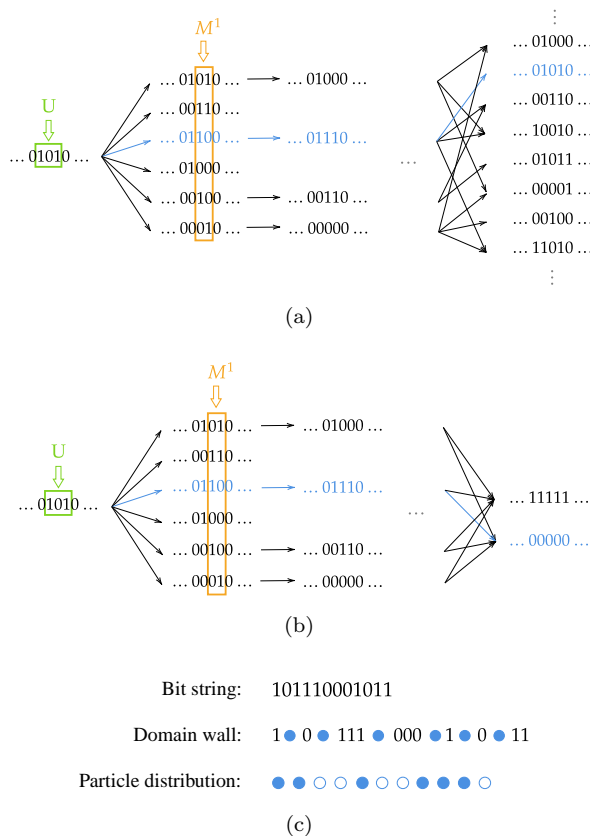 ⋮
M¹
… 01000 …
… 01010 … … 01000 … … 01010 …
U … 00110 … … 00110 …
… 01100 … … 01110 … … 10010 …
… 01010 … … 01000 … … … 01011 …
… 00100 … … 00110 … … 00001 …
… 00010 … … 00000 … … 00100 …
… 11010 …
⋮
(a)
M¹
… 01010 … … 01000 …
U … 00110 …
… 01100 … … 01110 … … 11111 …
… 01010 … … 01000 … … … 00000 …
… 00100 … … 00110 …
… 00010 … … 00000 …
(b)
Bit string: 101110001011
Domain wall: 1 0 111 000 1 0 11
Particle distribution:
(c)